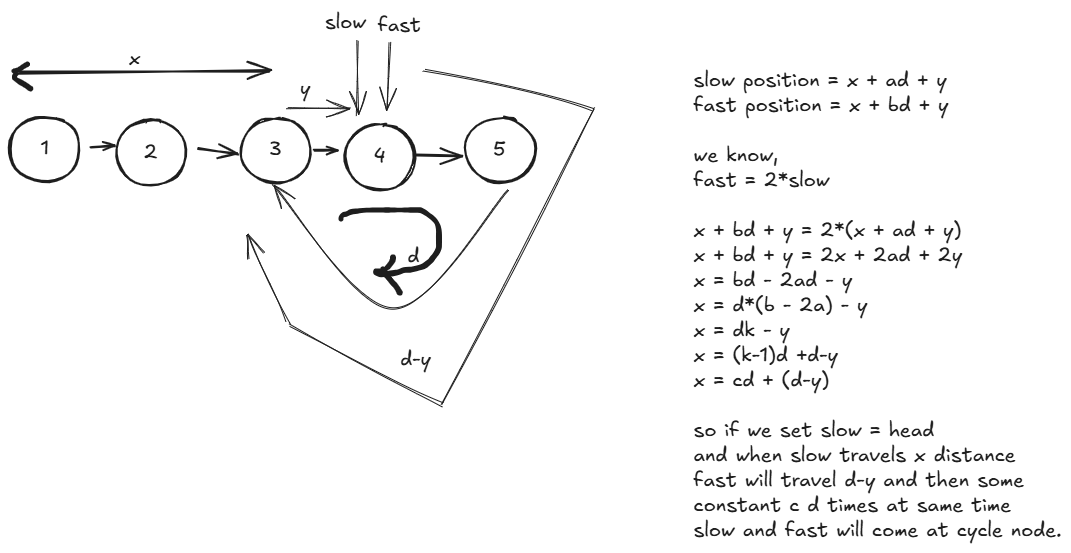 slow fast
x
y
1
2
3
4
5
d
d-y
slow position = x + ad + y
fast position = x + bd + y
we know,
fast = 2*slow
x + bd + y = 2*(x + ad + y)
x + bd + y = 2x + 2ad + 2y
x = bd - 2ad - y
x = d*(b - 2a) - y
x = dk - y
x = (k-1)d +d-y
x = cd + (d-y)
so if we set slow = head
and when slow travels x distance
fast will travel d-y and then some
constant c d times at same time
slow and fast will come at cycle node.